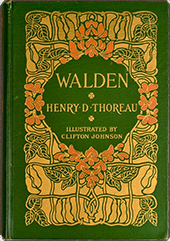 WALDEN
HENRY·D·THOREAU
ILLUSTRATED BY
CLIFTON JOHNSON